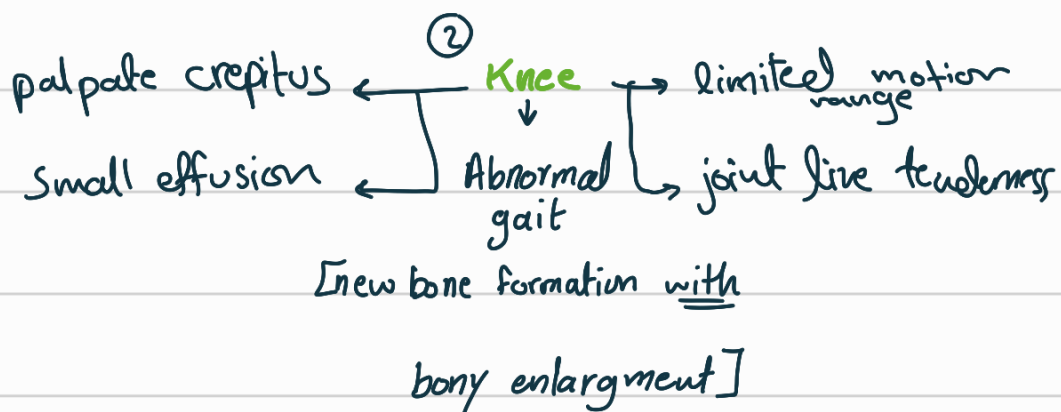 ②
palpate crepitus ← Knee → limited motion
range
↓
small effusion ← Abnormal → joint live tenderness
gait
[new bone formation with
bony enlargment]